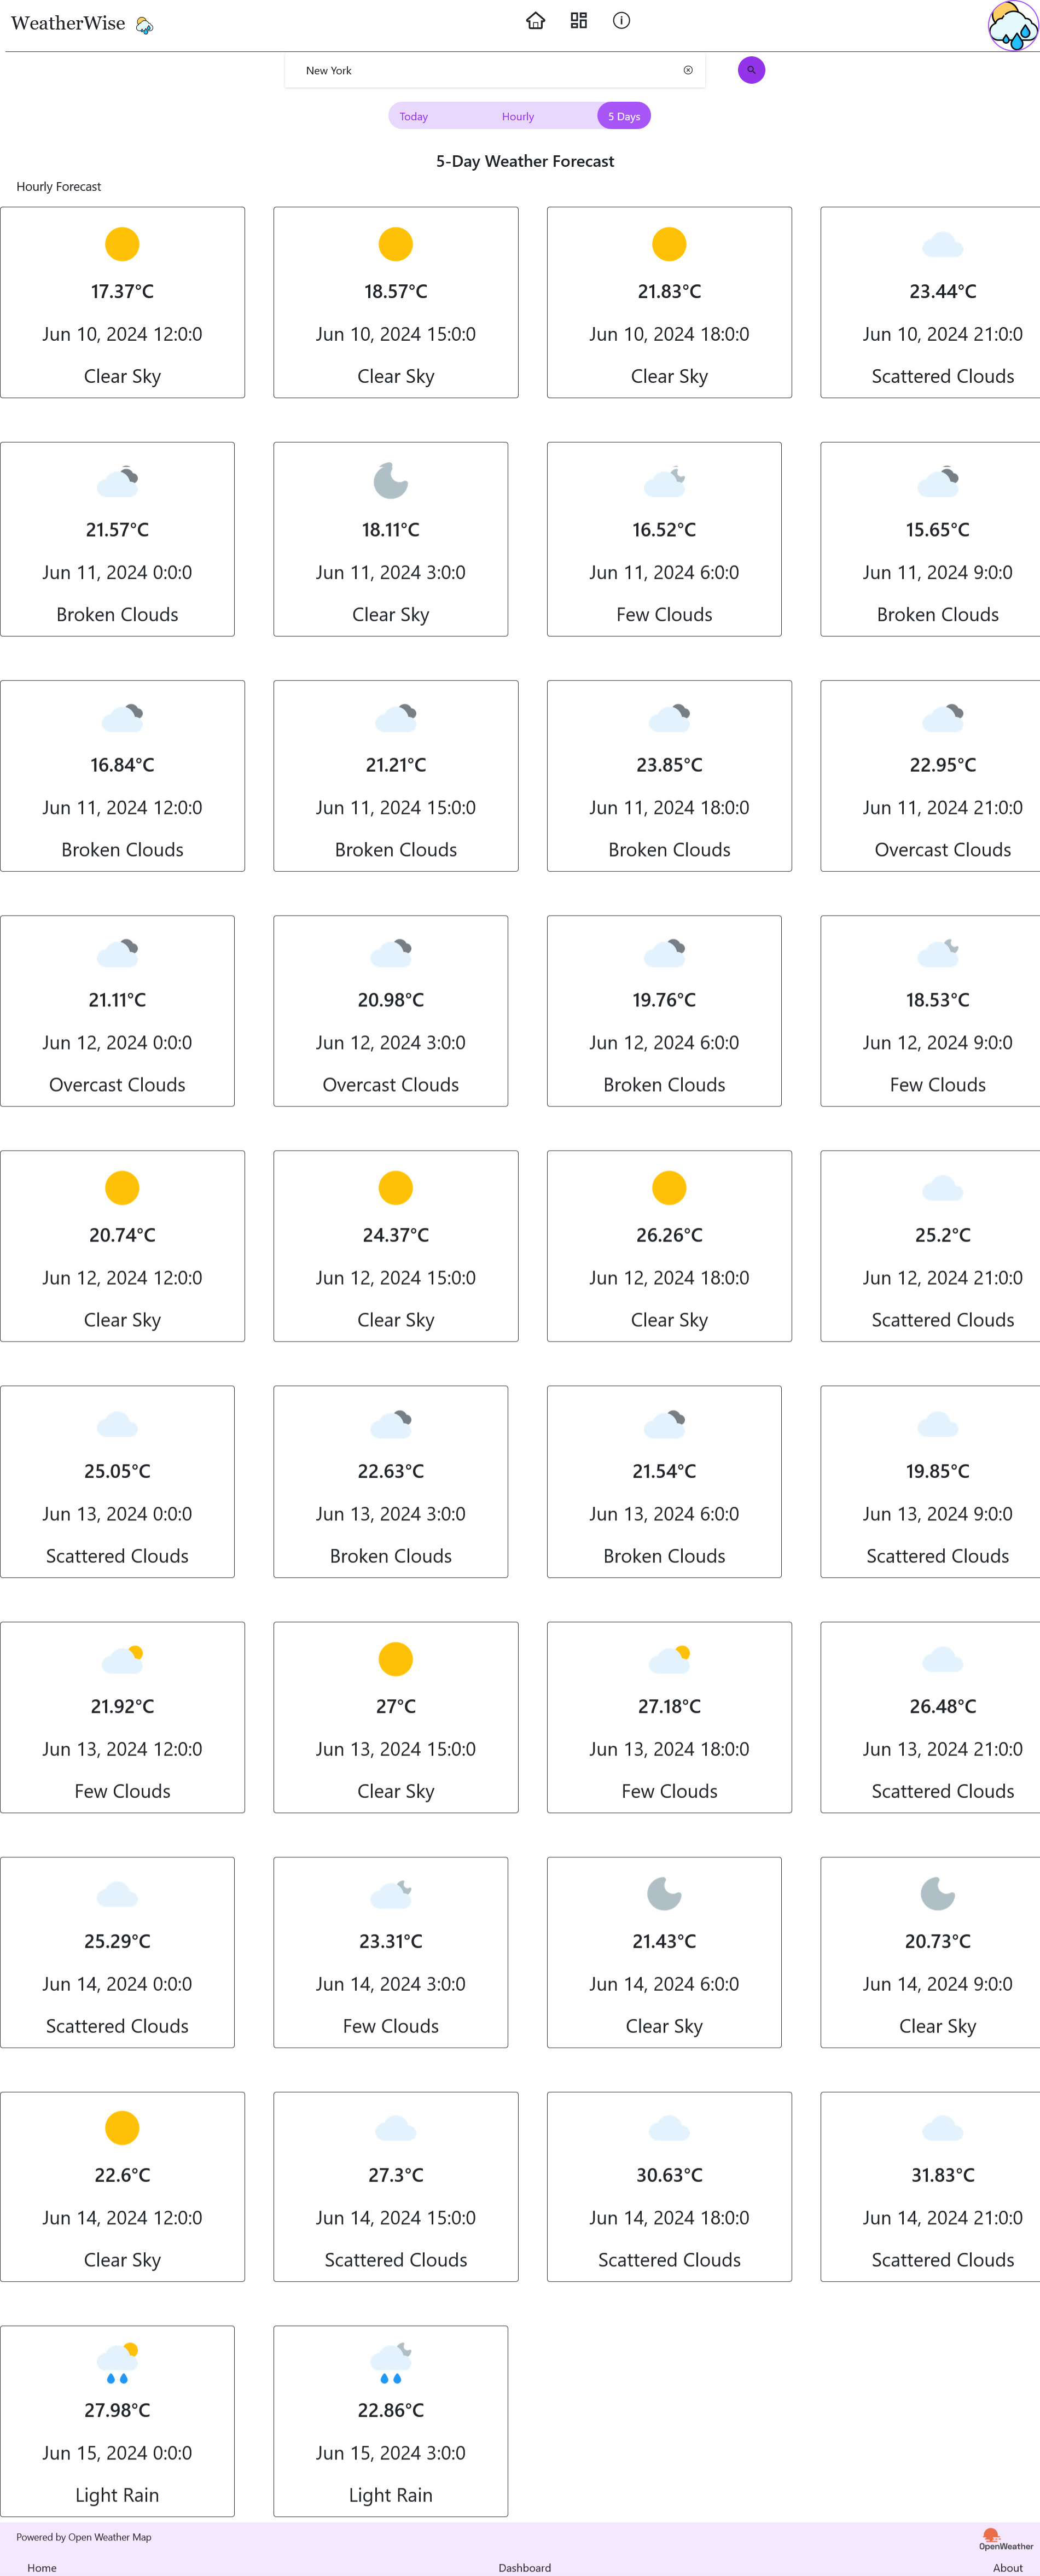 WeatherWise
New York
Today Hourly 5 Days
5-Day Weather Forecast
Hourly Forecast
17.37°C 18.57°C 21.83°C 23.44°C
Jun 10, 2024 12:0:0 Jun 10, 2024 15:0:0 Jun 10, 2024 18:0:0 Jun 10, 2024 21:0:0
Clear Sky Clear Sky Clear Sky Scattered Clouds
21.57°C 18.11°C 16.52°C 15.65°C
Jun 11, 2024 0:0:0 Jun 11, 2024 3:0:0 Jun 11, 2024 6:0:0 Jun 11, 2024 9:0:0
Broken Clouds Clear Sky Few Clouds Broken Clouds
16.84°C 21.21°C 23.85°C 22.95°C
Jun 11, 2024 12:0:0 Jun 11, 2024 15:0:0 Jun 11, 2024 18:0:0 Jun 11, 2024 21:0:0
Broken Clouds Broken Clouds Broken Clouds Overcast Clouds
21.11°C 20.98°C 19.76°C 18.53°C
Jun 12, 2024 0:0:0 Jun 12, 2024 3:0:0 Jun 12, 2024 6:0:0 Jun 12, 2024 9:0:0
Overcast Clouds Overcast Clouds Broken Clouds Few Clouds
20.74°C 24.37°C 26.26°C 25.2°C
Jun 12, 2024 12:0:0 Jun 12, 2024 15:0:0 Jun 12, 2024 18:0:0 Jun 12, 2024 21:0:0
Clear Sky Clear Sky Clear Sky Scattered Clouds
25.05°C 22.63°C 21.54°C 19.85°C
Jun 13, 2024 0:0:0 Jun 13, 2024 3:0:0 Jun 13, 2024 6:0:0 Jun 13, 2024 9:0:0
Scattered Clouds Broken Clouds Broken Clouds Scattered Clouds
21.92°C 27°C 27.18°C 26.48°C
Jun 13, 2024 12:0:0 Jun 13, 2024 15:0:0 Jun 13, 2024 18:0:0 Jun 13, 2024 21:0:0
Few Clouds Clear Sky Few Clouds Scattered Clouds
25.29°C 23.31°C 21.43°C 20.73°C
Jun 14, 2024 0:0:0 Jun 14, 2024 3:0:0 Jun 14, 2024 6:0:0 Jun 14, 2024 9:0:0
Scattered Clouds Few Clouds Clear Sky Clear Sky
22.6°C 27.3°C 30.63°C 31.83°C
Jun 14, 2024 12:0:0 Jun 14, 2024 15:0:0 Jun 14, 2024 18:0:0 Jun 14, 2024 21:0:0
Clear Sky Scattered Clouds Scattered Clouds Scattered Clouds
27.98°C 22.86°C
Jun 15, 2024 0:0:0 Jun 15, 2024 3:0:0
Light Rain Light Rain
Powered by Open Weather Map OpenWeather
Home Dashboard About